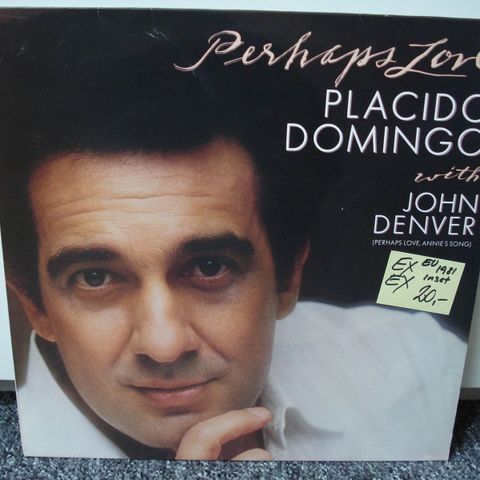 Perhaps Love
PLACIDO
DOMINGO
with
JOHN
DENVER
(PERHAPS LOVE, ANNIE'S SONG)
EX EU 1981
EX inset
20,-